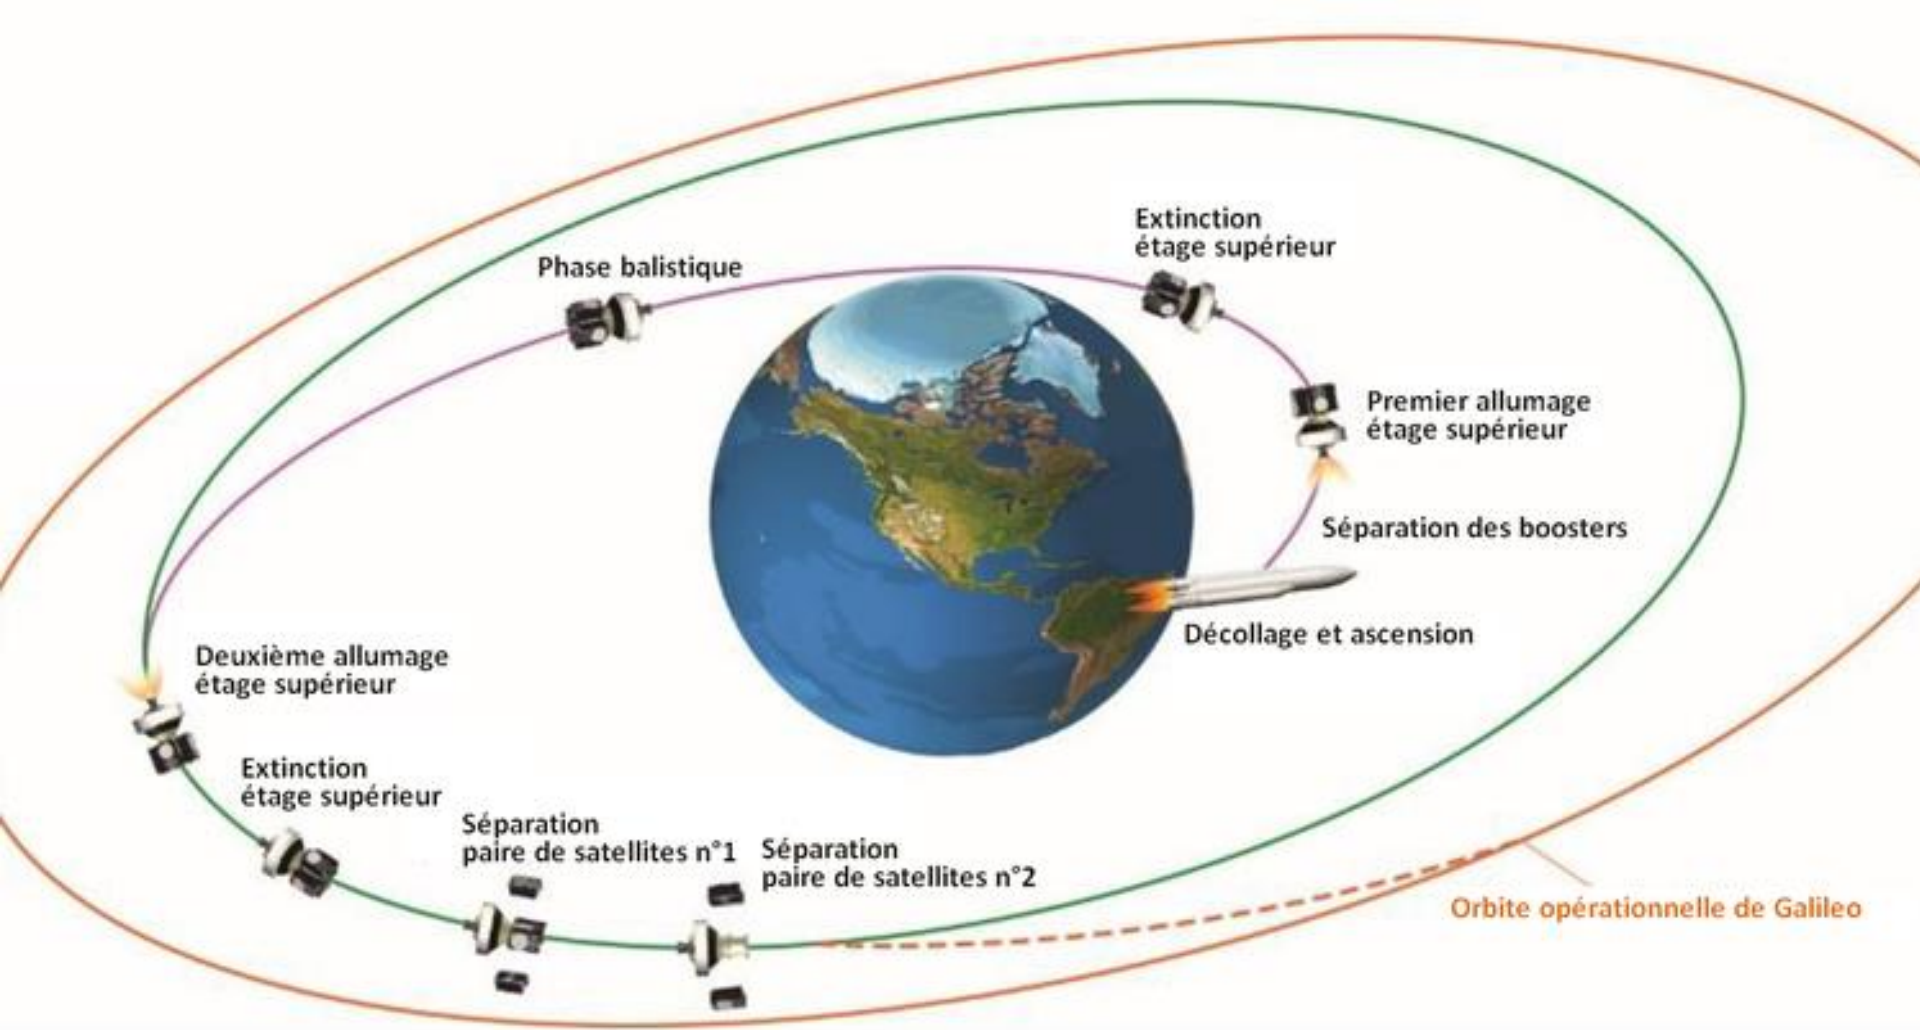 Extinction
étage supérieur
Phase balistique
Premier allumage
étage supérieur
Séparation des boosters
Décollage et ascension
Deuxième allumage
étage supérieur
Extinction
étage supérieur
Séparation
paire de satellites n°1
Séparation
paire de satellites n°2
Orbite opérationnelle de Galileo